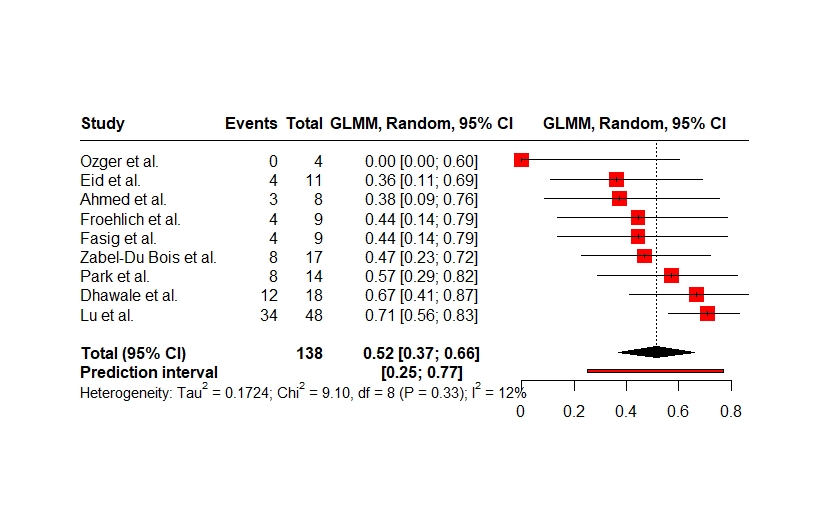 Study Events Total GLMM, Random, 95% CI GLMM, Random, 95% CI
Ozger et al. 0 4 0.00 [0.00; 0.60]
Eid et al. 4 11 0.36 [0.11; 0.69]
Ahmed et al. 3 8 0.38 [0.09; 0.76]
Froehlich et al. 4 9 0.44 [0.14; 0.79]
Fasig et al. 4 9 0.44 [0.14; 0.79]
Zabel-Du Bois et al. 8 17 0.47 [0.23; 0.72]
Park et al. 8 14 0.57 [0.29; 0.82]
Dhawale et al. 12 18 0.67 [0.41; 0.87]
Lu et al. 34 48 0.71 [0.56; 0.83]
Total (95% CI) 138 0.52 [0.37; 0.66]
Prediction interval [0.25; 0.77]
Heterogeneity: Tau² = 0.1724; Chi² = 9.10, df = 8 (P = 0.33); I² = 12%
0 0.2 0.4 0.6 0.8